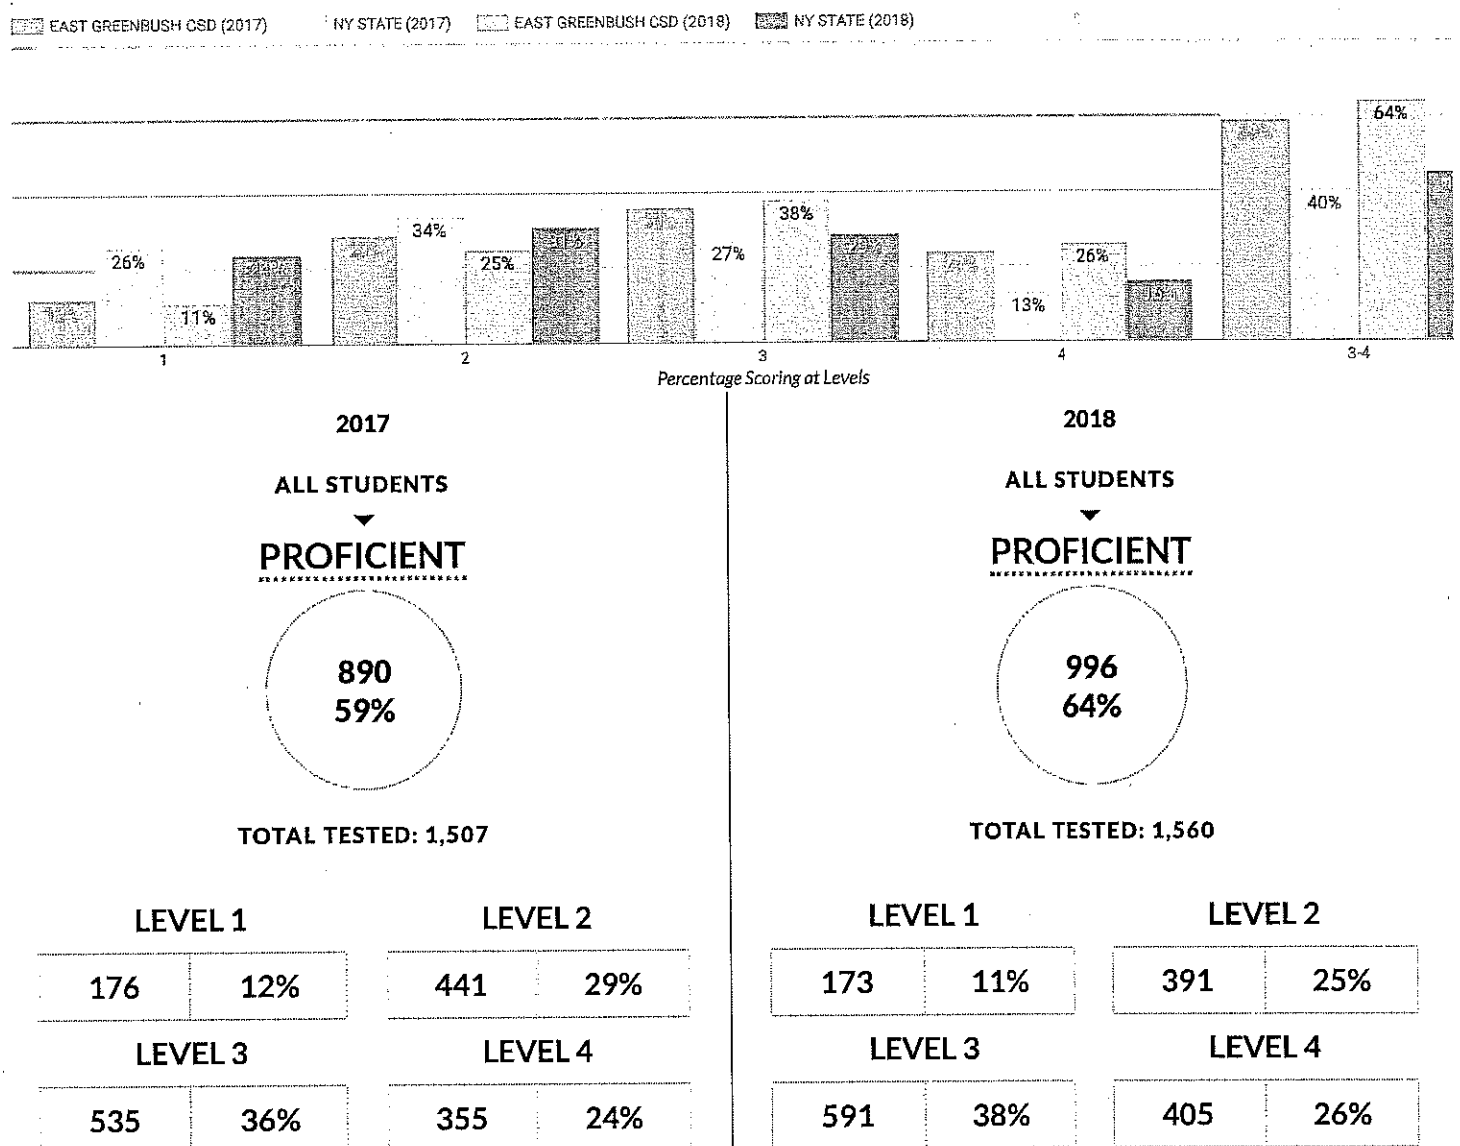 EAST GREENBUSH CSD (2017) NY STATE (2017) EAST GREENBUSH CSD (2018) NY STATE (2018)
64%
40%
38%
34%
27%
26% 25% 26%
11% 13%
1 2 3 4 3-4
Percentage Scoring at Levels
2017
ALL STUDENTS
PROFICIENT
890
59%
TOTAL TESTED: 1,507
LEVEL 1 LEVEL 2
176 12% 441 29%
LEVEL 3 LEVEL 4
535 36% 355 24%
2018
ALL STUDENTS
PROFICIENT
996
64%
TOTAL TESTED: 1,560
LEVEL 1 LEVEL 2
173 11% 391 25%
LEVEL 3 LEVEL 4
591 38% 405 26%